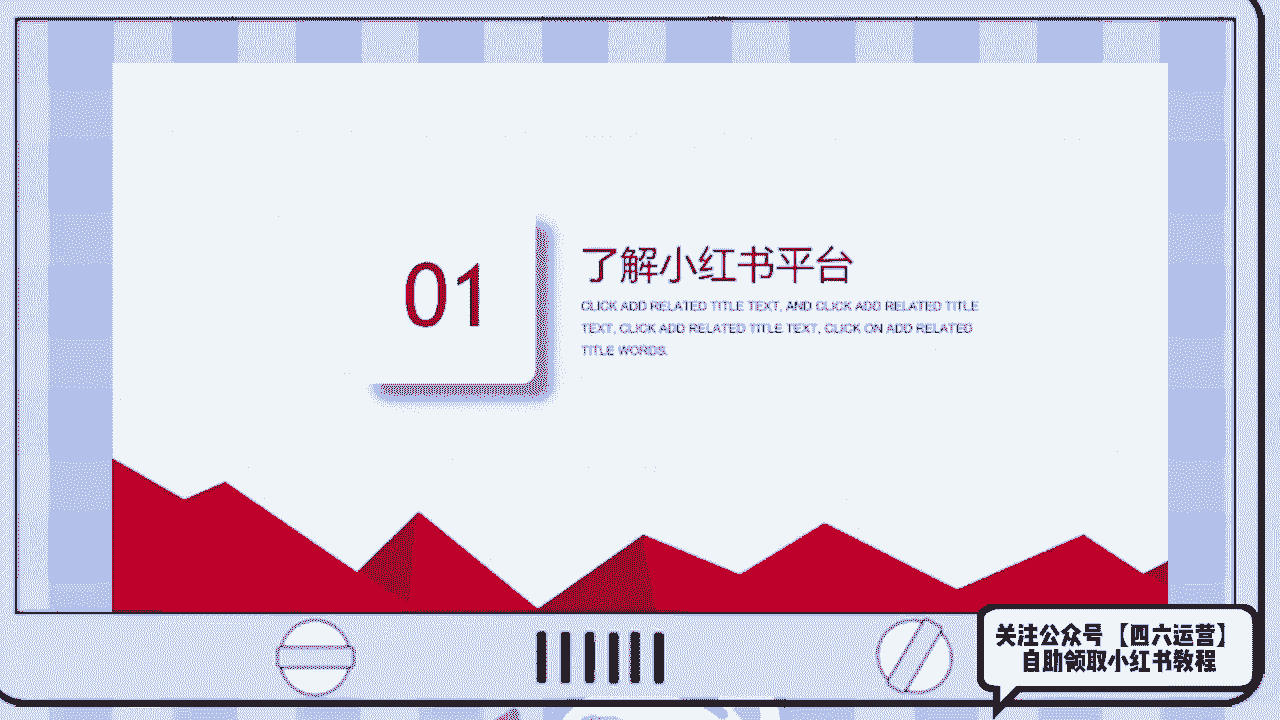 01
了解小红书平台
CLICK ADD RELATED TITLE TEXT, AND CLICK ADD RELATED TITLE
TEXT, CLICK ADD RELATED TITLE TEXT, CLICK ON ADD RELATED
TITLE WORDS.
关注公众号【四六运营】
自助领取小红书教程